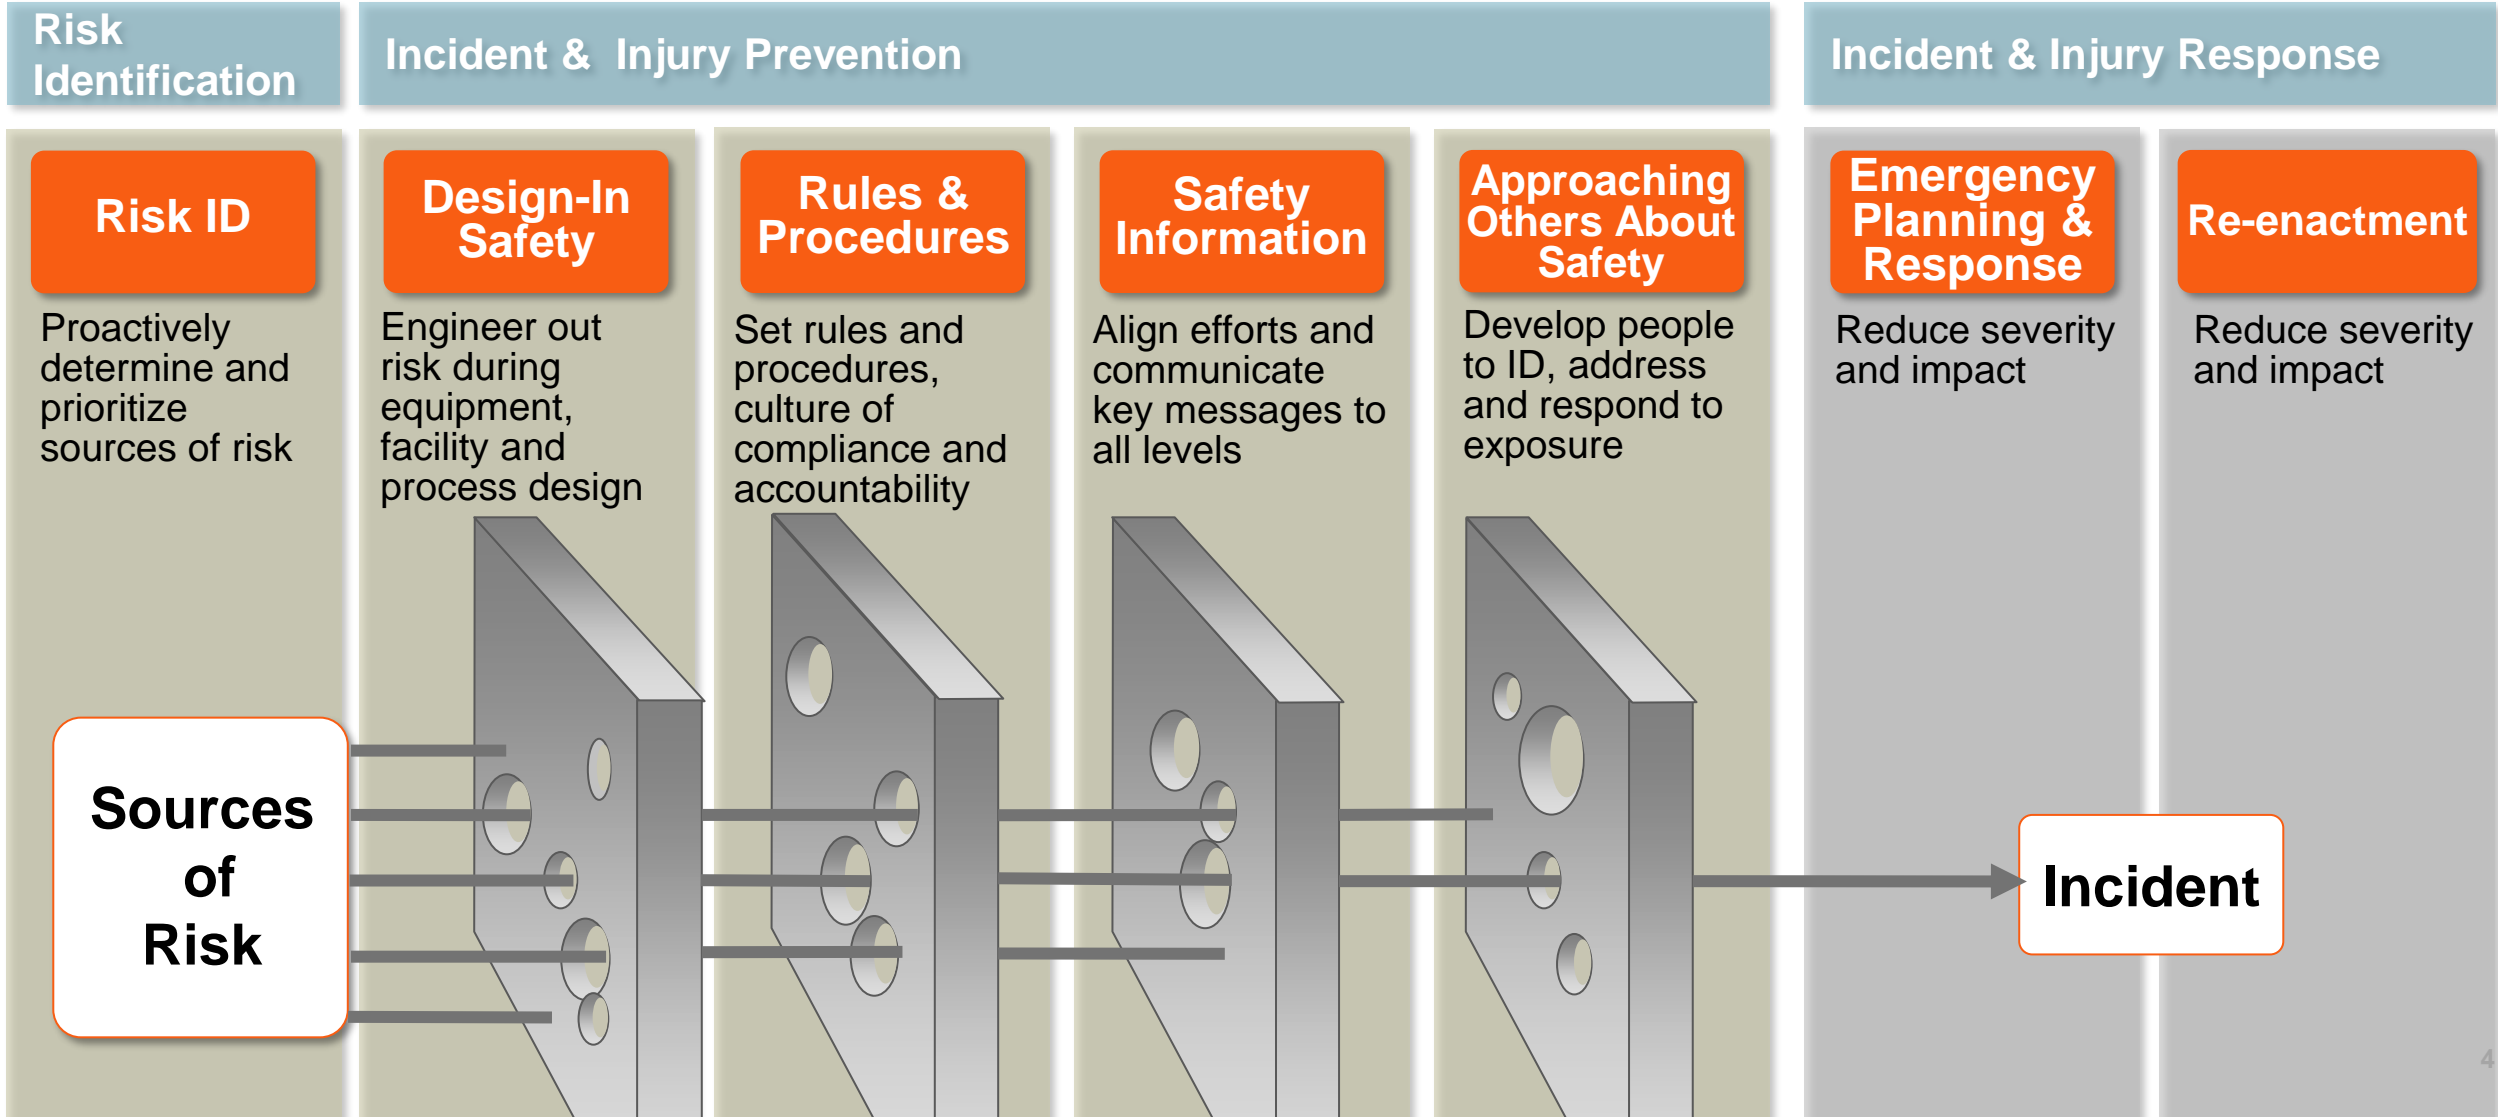 Risk
Identification
Incident & Injury Prevention
Incident & Injury Response
Risk ID
Design-In
Safety
Rules &
Procedures
Safety
Information
Approaching
Others About
Safety
Emergency
Planning &
Response
Re-enactment
Proactively
determine and
prioritize
sources of risk
Engineer out
risk during
equipment,
facility and
process design
Set rules and
procedures,
culture of
compliance and
accountability
Align efforts and
communicate
key messages to
all levels
Develop people
to ID, address
and respond to
exposure
Reduce severity
and impact
Reduce severity
and impact
Sources
of
Risk
Incident
4